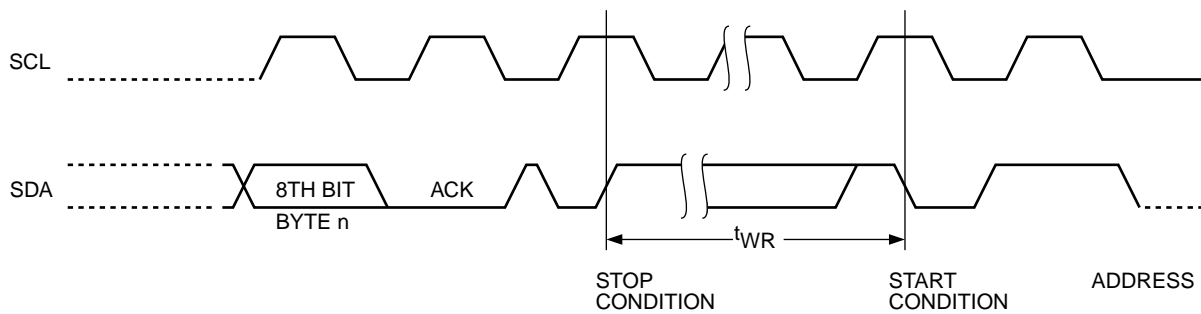 SCL
SDA
8TH BIT
ACK
BYTE n
tWR
STOP
CONDITION
START
CONDITION
ADDRESS